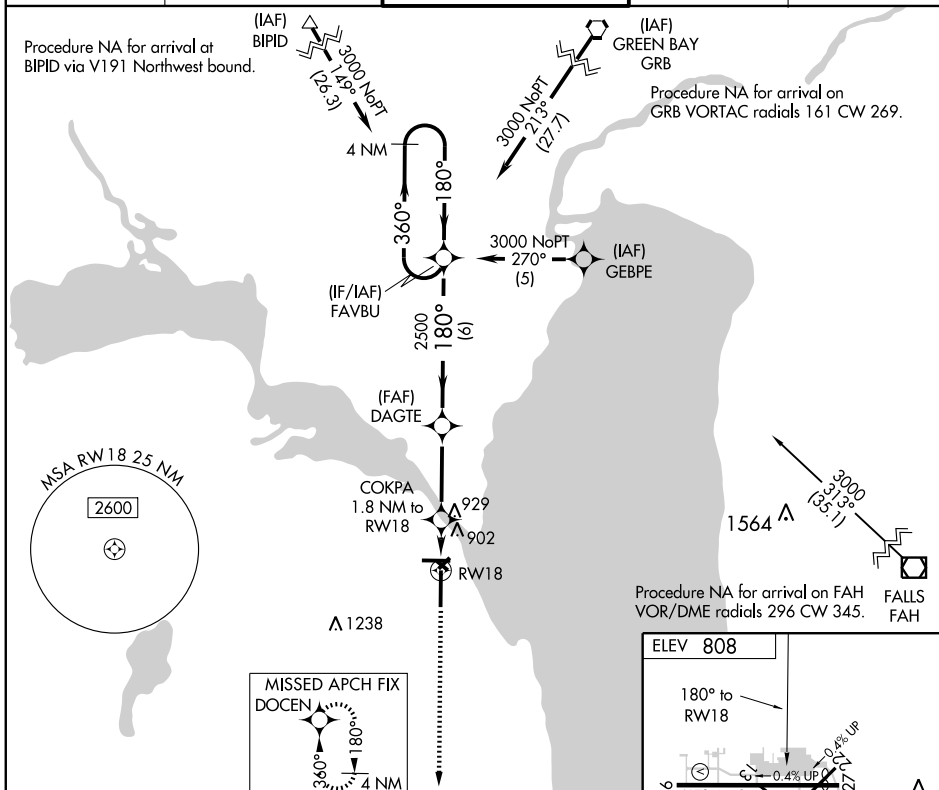 (IAF)
BIPID
Procedure NA for arrival at
BIPID via V191 Northwest bound.
3000 NoPT
149°
(26.3)
(IAF)
GREEN BAY
GRB
3000 NoPT
213°
(27.7)
Procedure NA for arrival on
GRB VORTAC radials 161 CW 269.
4 NM
360°
180°
3000 NoPT
270°
(5)
(IAF)
GEBPE
(IF/IAF)
FAVBU
2500
180°
(6)
(FAF)
DAGTE
MSA RW18 25 NM
2600
COKPA
1.8 NM to
RW18
929
902
RW18
1238
3000
313°
(35.1)
1564
Procedure NA for arrival on FAH
VOR/DME radials 296 CW 345.
FALLS
FAH
MISSED APCH FIX
DOCEN
360°
180°
4 NM
ELEV 808
180° to
RW18
0.4% UP
0.4% UP
V
9
13
22
27